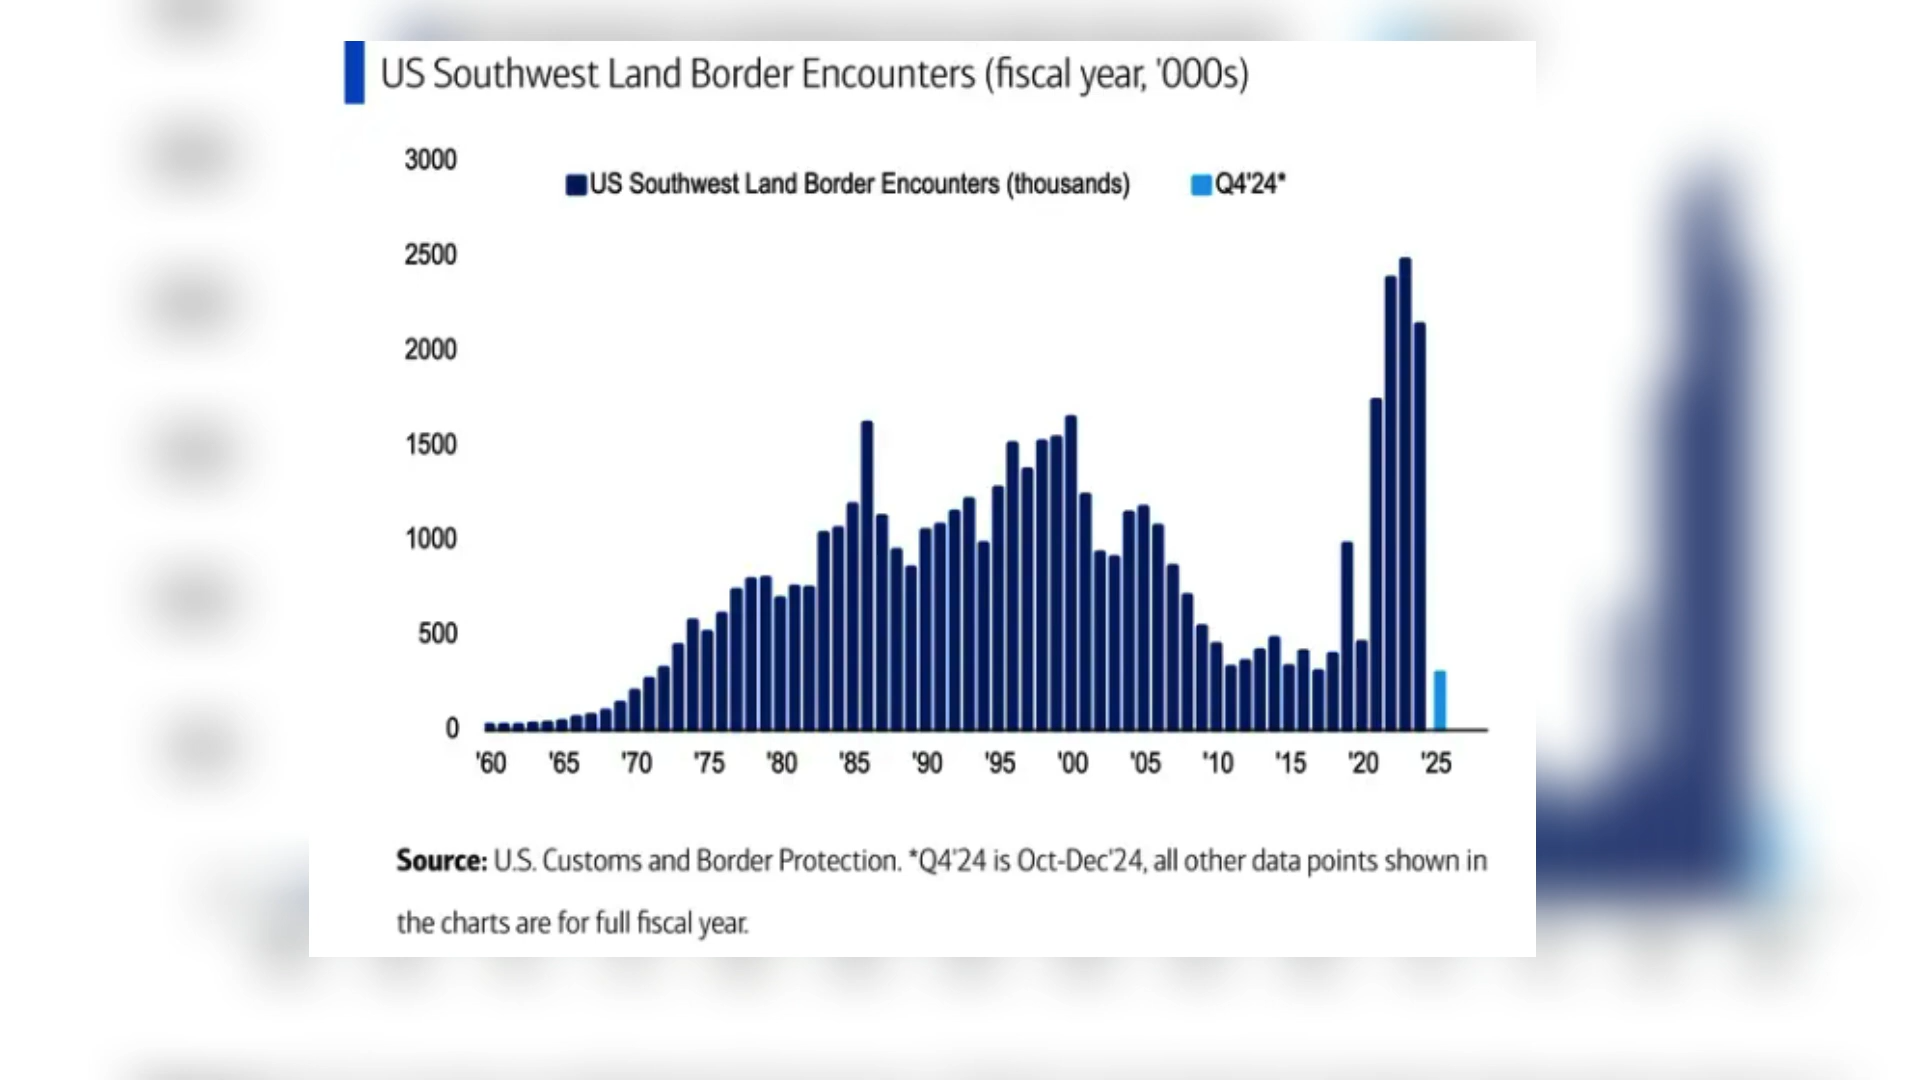 US Southwest Land Border Encounters (fiscal year, '000s)
3000
US Southwest Land Border Encounters (thousands)
Q4'24*
2500
2000
1500
1000
500
0
'60 '65 '70 '75 '80 '85 '90 '95 '00 '05 '10 '15 '20 '25
Source: U.S. Customs and Border Protection. *Q4'24 is Oct-Dec'24, all other data points shown in
the charts are for full fiscal year.